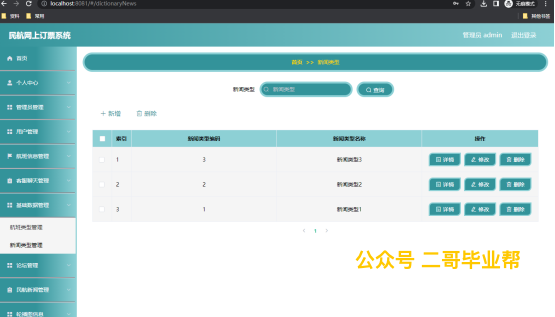 localhost:8081/#/dictionaryNews
无痕模式
资料 常用
其他书签
民航网上订票系统
管理员 admin 退出登录
首页
首页 >> 新闻类型
个人中心
新闻类型 新闻类型 查询
管理员管理
+ 新增 删除
用户管理
索引 新闻类型编码 新闻类型名称 操作
航班信息管理
1 3 新闻类型3 详情 修改 删除
客服聊天管理
2 2 新闻类型2 详情 修改 删除
基础数据管理
3 1 新闻类型1 详情 修改 删除
航班类型管理
‹ 1 ›
新闻类型管理
公众号 二哥毕业帮
论坛管理
民航新闻管理
轮播图信息